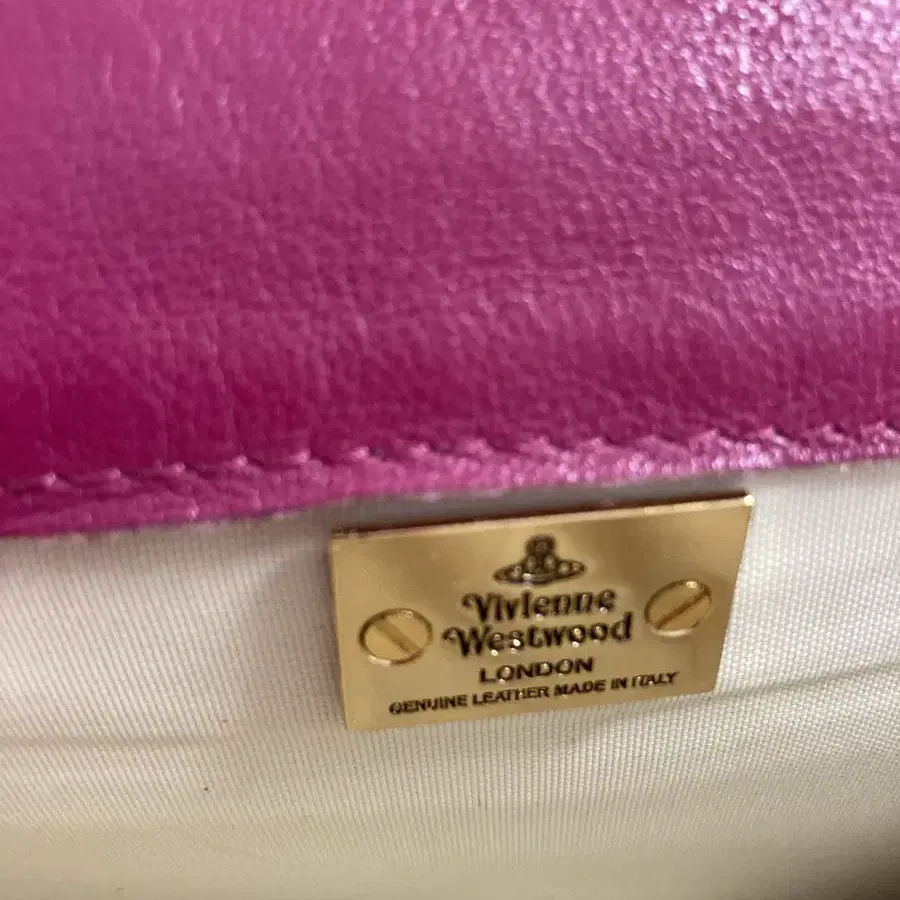 Vivienne
Westwood
LONDON
GENUINE LEATHER MADE IN ITALY